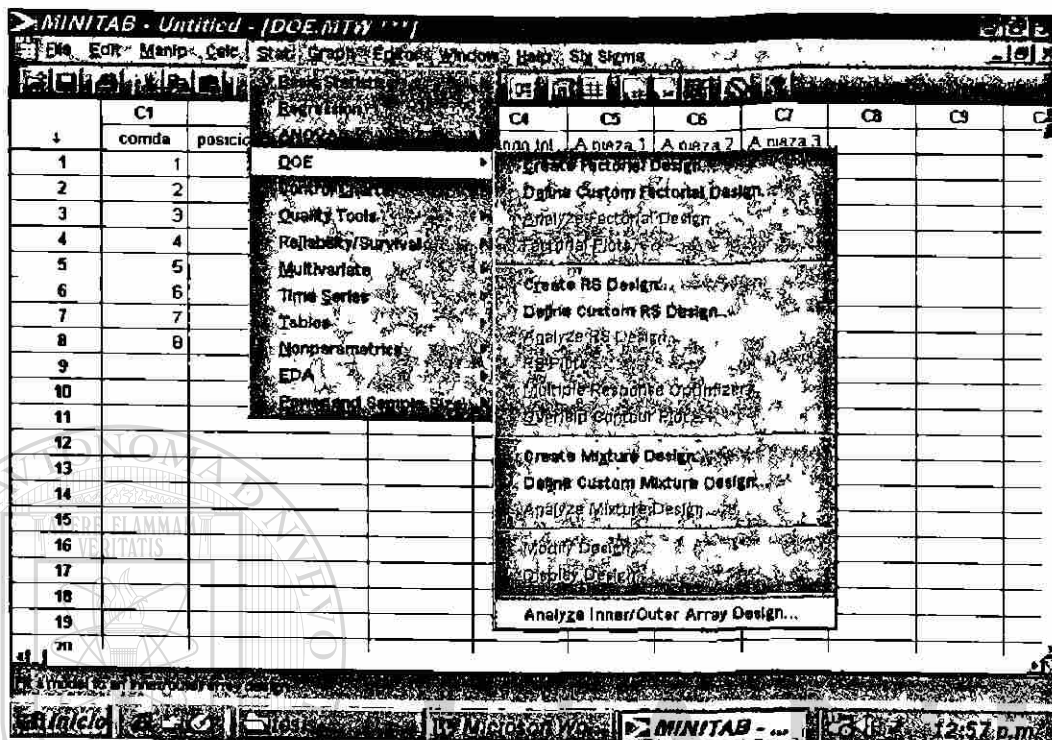 MINITAB - Untitled - [DOE.MTW ***]
File Edit Manip Calc Stat Graph Editor Window Help Six Sigma
C1 C4 C5 C6 C7 C8 C9
corrida A pieza 1 A pieza 2 A pieza 3
1 1
2 2
3 3
4 4
5 5
6 6
7 7
8 8
9
10
11
12
13
14
15
16
17
18
19
20
Regression
ANOVA
DOE
Control Charts
Quality Tools
Reliability/Survival
Multivariate
Time Series
Tables
Nonparametrics
EDA
Power and Sample Size
Create Factorial Design...
Define Custom Factorial Design...
Analyze Factorial Design
Factorial Plots
Create RS Design...
Define Custom RS Design...
Analyze RS Design
Multiple Response Optimizer
Overlaid Contour Plots
Create Mixture Design...
Define Custom Mixture Design...
Analyze Mixture Design
Modify Design
Display Design
Analyze Inner/Outer Array Design...
Inicio tesis Microsoft Wo... MINITAB - ... 12:57 p.m.
VERITATIS